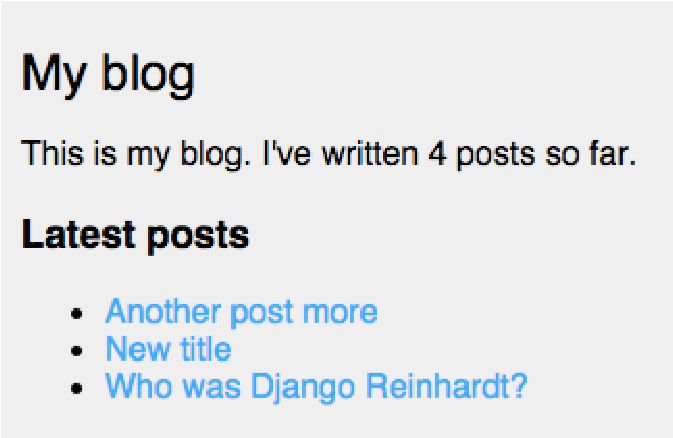 My blog
This is my blog. I've written 4 posts so far.
Latest posts
Another post more
New title
Who was Django Reinhardt?